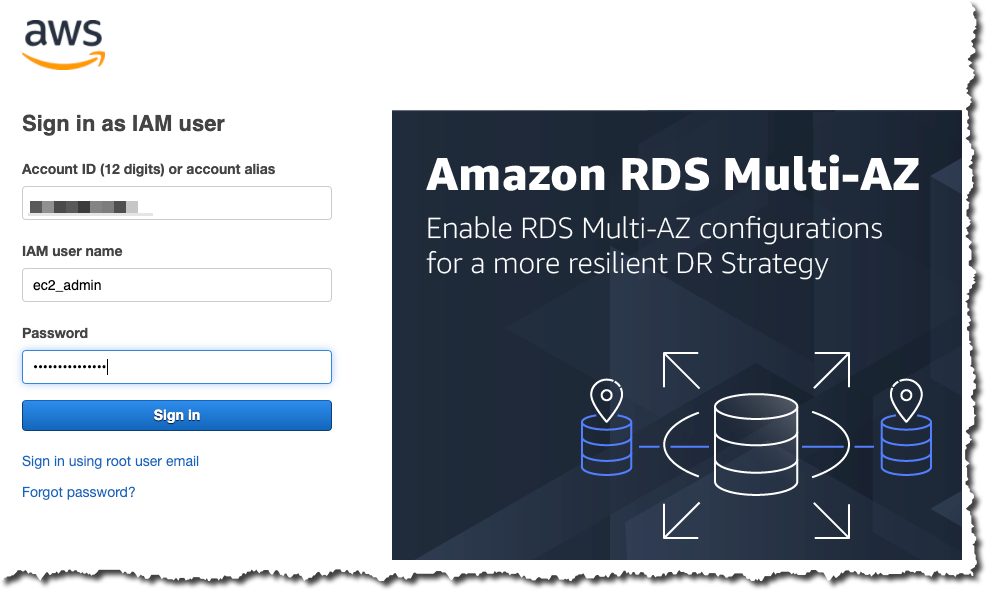 aws
Sign in as IAM user
Account ID (12 digits) or account alias
IAM user name
ec2_admin
Password
•••••••••••••••
Sign in
Sign in using root user email
Forgot password?
Amazon RDS Multi-AZ
Enable RDS Multi-AZ configurations
for a more resilient DR Strategy